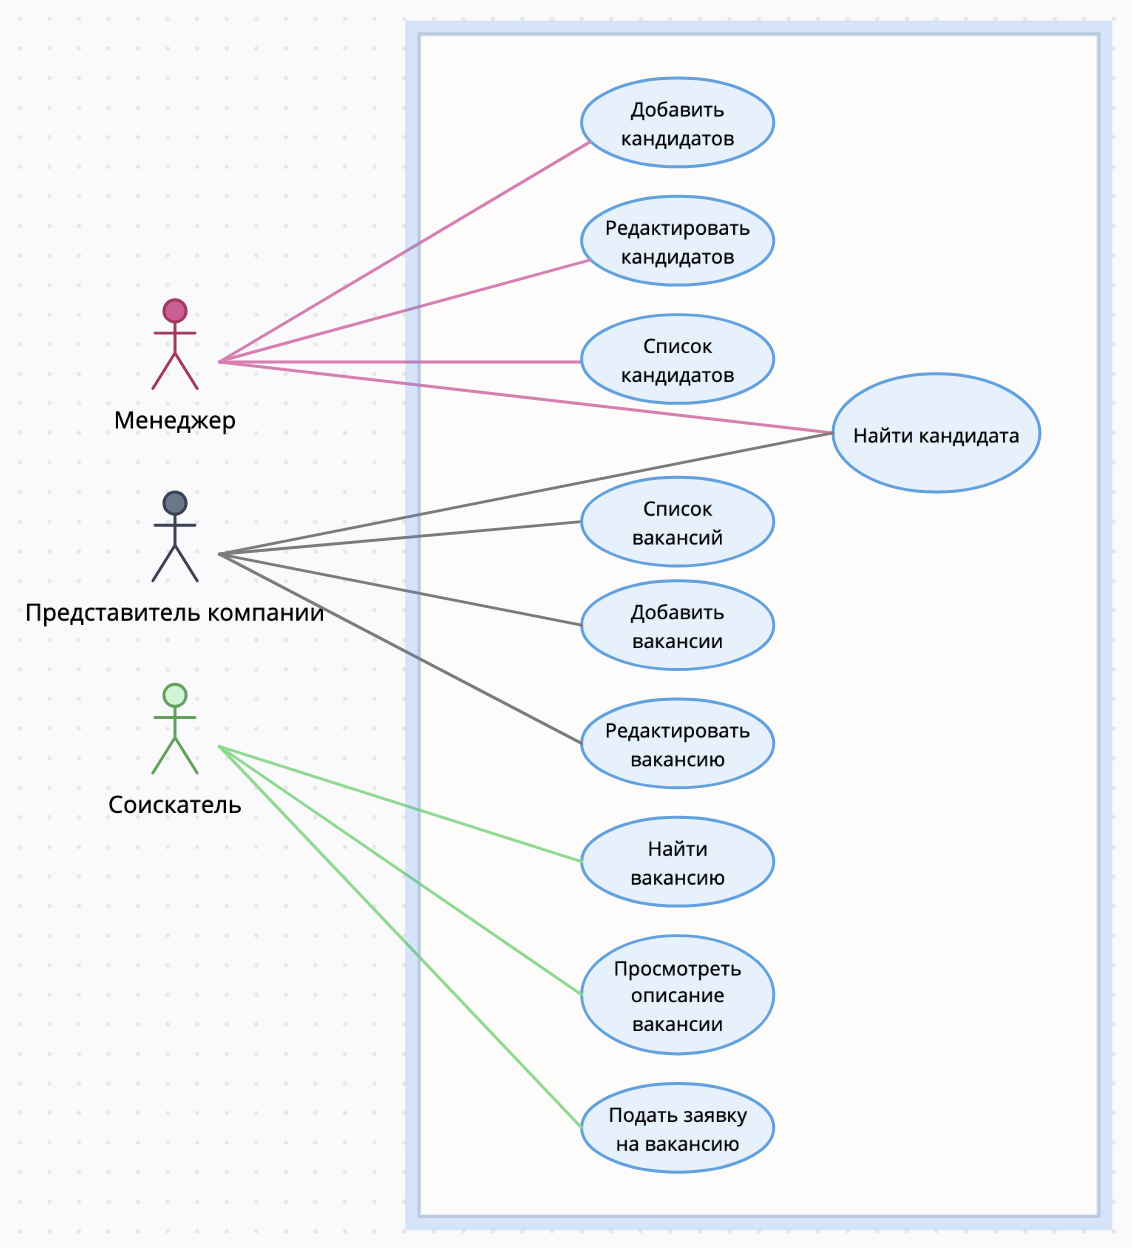 Добавить
кандидатов
Редактировать
кандидатов
Список
кандидатов
Менеджер
Найти кандидата
Список
вакансий
Представитель компании
Добавить
вакансии
Редактировать
вакансию
Соискатель
Найти
вакансию
Просмотреть
описание
вакансии
Подать заявку
на вакансию